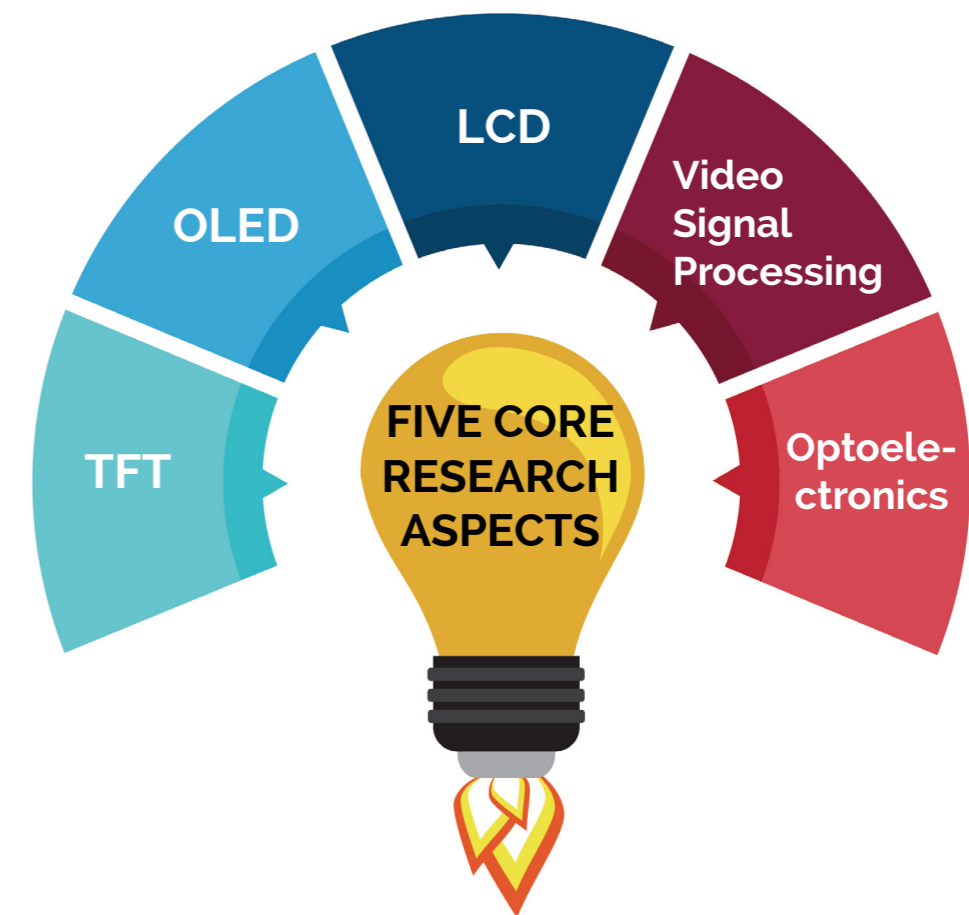 LCD
OLED
Video
Signal
Processing
TFT
FIVE CORE
RESEARCH
ASPECTS
Optoele-
ctronics